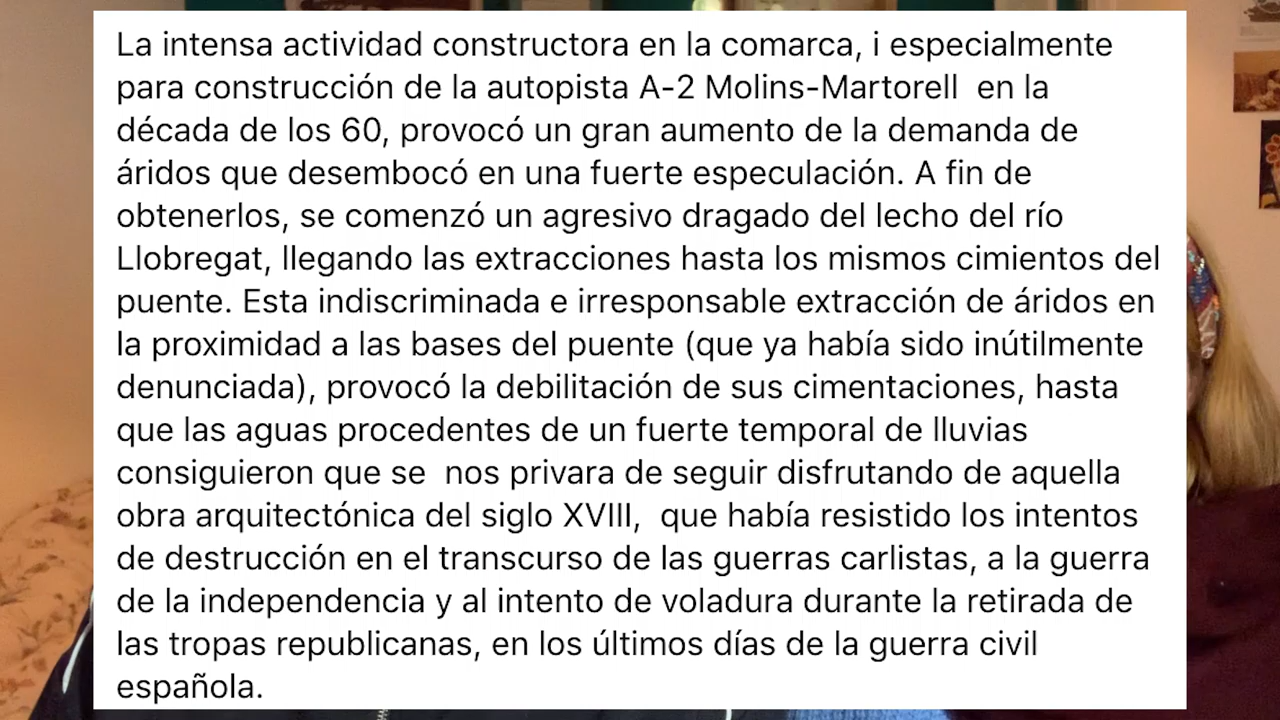 La intensa actividad constructora en la comarca, i especialmente
para construcción de la autopista A-2 Molins-Martorell  en la
década de los 60, provocó un gran aumento de la demanda de
áridos que desembocó en una fuerte especulación. A fin de
obtenerlos, se comenzó un agresivo dragado del lecho del río
Llobregat, llegando las extracciones hasta los mismos cimientos del
puente. Esta indiscriminada e irresponsable extracción de áridos en
la proximidad a las bases del puente (que ya había sido inútilmente
denunciada), provocó la debilitación de sus cimentaciones, hasta
que las aguas procedentes de un fuerte temporal de lluvias
consiguieron que se  nos privara de seguir disfrutando de aquella
obra arquitectónica del siglo XVIII,  que había resistido los intentos
de destrucción en el transcurso de las guerras carlistas, a la guerra
de la independencia y al intento de voladura durante la retirada de
las tropas republicanas, en los últimos días de la guerra civil
española.